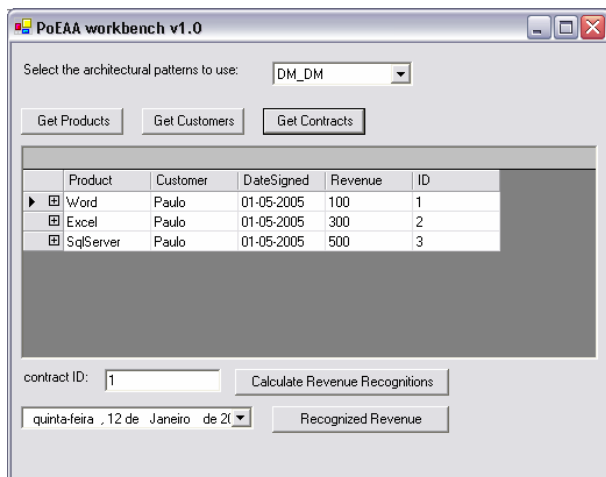 PoEAA workbench v1.0
Select the architectural patterns to use: DM_DM
Get Products Get Customers Get Contracts
Product Customer DateSigned Revenue ID
Word Paulo 01-05-2005 100 1
Excel Paulo 01-05-2005 300 2
SqlServer Paulo 01-05-2005 500 3
contract ID: 1 Calculate Revenue Recognitions
quinta-feira , 12 de Janeiro de Recognized Revenue